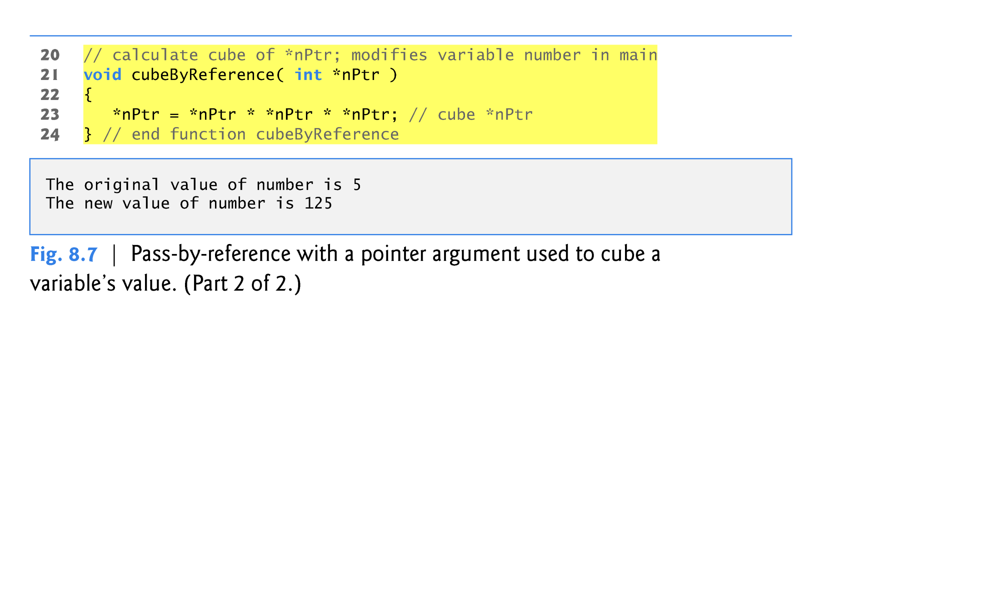 20 // calculate cube of *nPtr; modifies variable number in main
21 void cubeByReference( int *nPtr )
22 {
23    *nPtr = *nPtr * *nPtr * *nPtr; // cube *nPtr
24 } // end function cubeByReference
The original value of number is 5
The new value of number is 125
Fig. 8.7 | Pass-by-reference with a pointer argument used to cube a
variable’s value. (Part 2 of 2.)